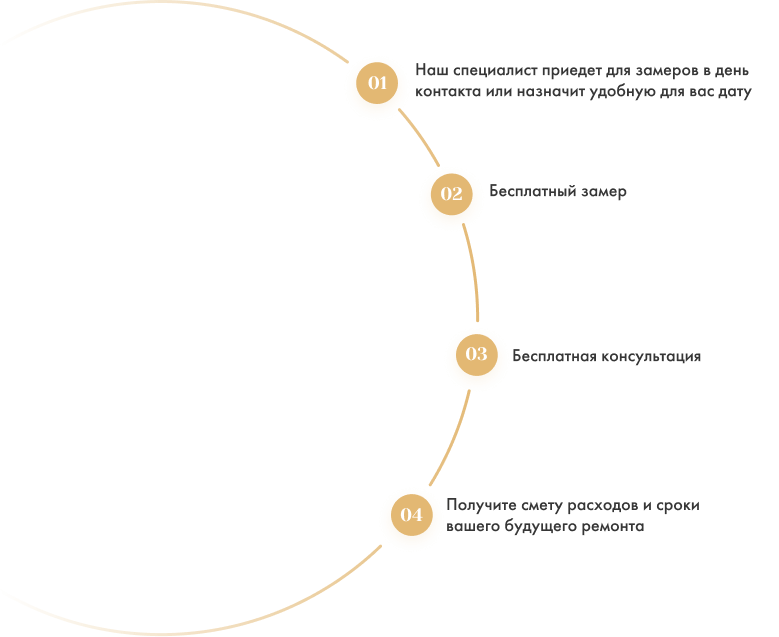 01
Наш специалист приедет для замеров в день
контакта или назначит удобную для вас дату
02
Бесплатный замер
03
Бесплатная консультация
04
Получите смету расходов и сроки
вашего будущего ремонта